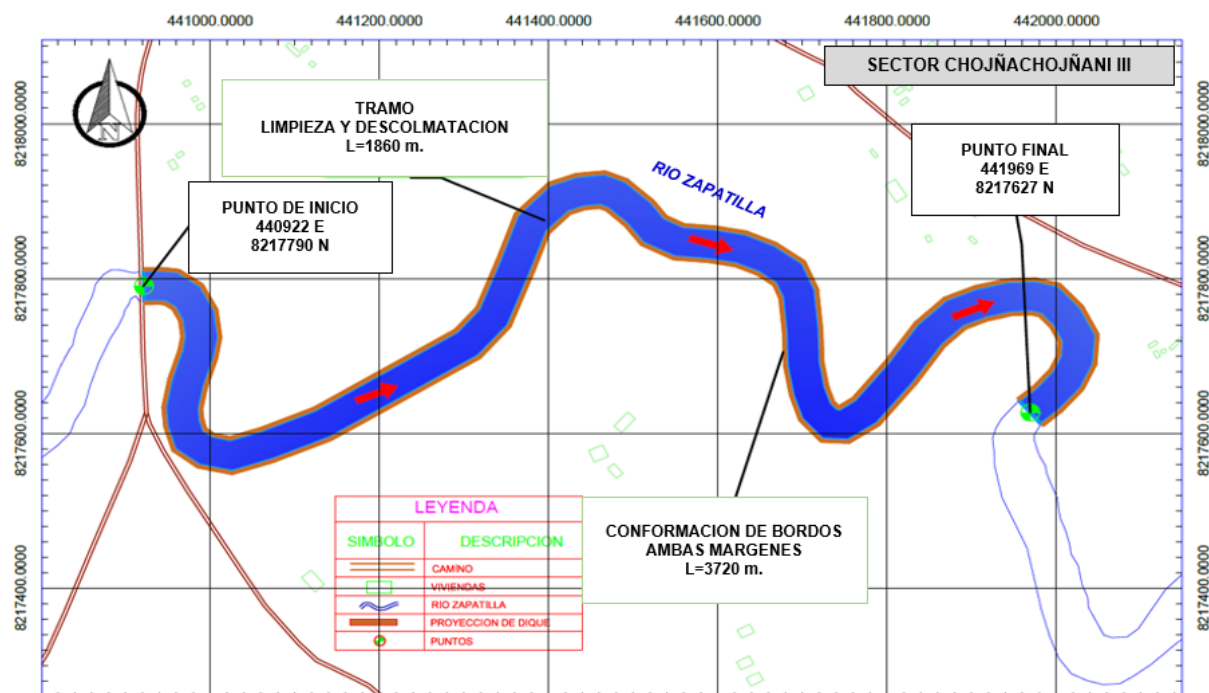 441000.0000
441200.0000
441400.0000
441600.0000
441800.0000
442000.0000
SECTOR CHOJÑACHOJÑANI III
8218000.0000
8218000.0000
N
TRAMO
LIMPIEZA Y DESCOLMATACION
L=1860 m.
PUNTO FINAL
441969 E
8217627 N
RIO ZAPATILLA
PUNTO DE INICIO
440922 E
8217790 N
8217800.0000
8217800.0000
8217600.0000
8217600.0000
LEYENDA
SIMBOLO DESCRIPCION
CAMINO
VIVIENDAS
RIO ZAPATILLA
PROYECCION DE DIQUE
PUNTOS
CONFORMACION DE BORDOS
AMBAS MARGENES
L=3720 m.
8217400.0000
8217400.0000